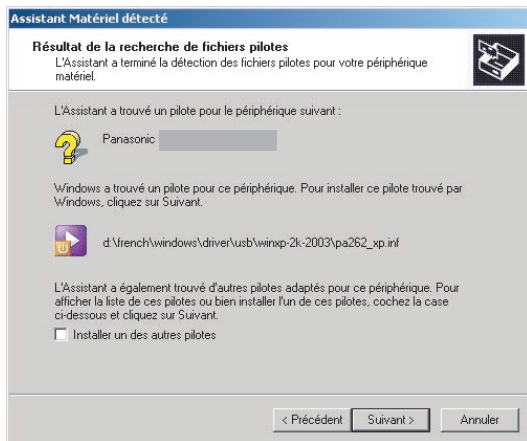 Assistant Matériel détecté
Résultat de la recherche de fichiers pilotes
L'Assistant a terminé la détection des fichiers pilotes pour votre périphérique
matériel.
L'Assistant a trouvé un pilote pour le périphérique suivant :
Panasonic
Windows a trouvé un pilote pour ce périphérique. Pour installer ce pilote trouvé par
Windows, cliquez sur Suivant.
d:\french\windows\driver\usb\winxp-2k-2003\pa262_xp.inf
L'Assistant a également trouvé d'autres pilotes adaptés pour ce périphérique. Pour
afficher la liste de ces pilotes ou bien installer l'un de ces pilotes, cochez la case
ci-dessous et cliquez sur Suivant.
Installer un des autres pilotes
< Précédent
Suivant >
Annuler